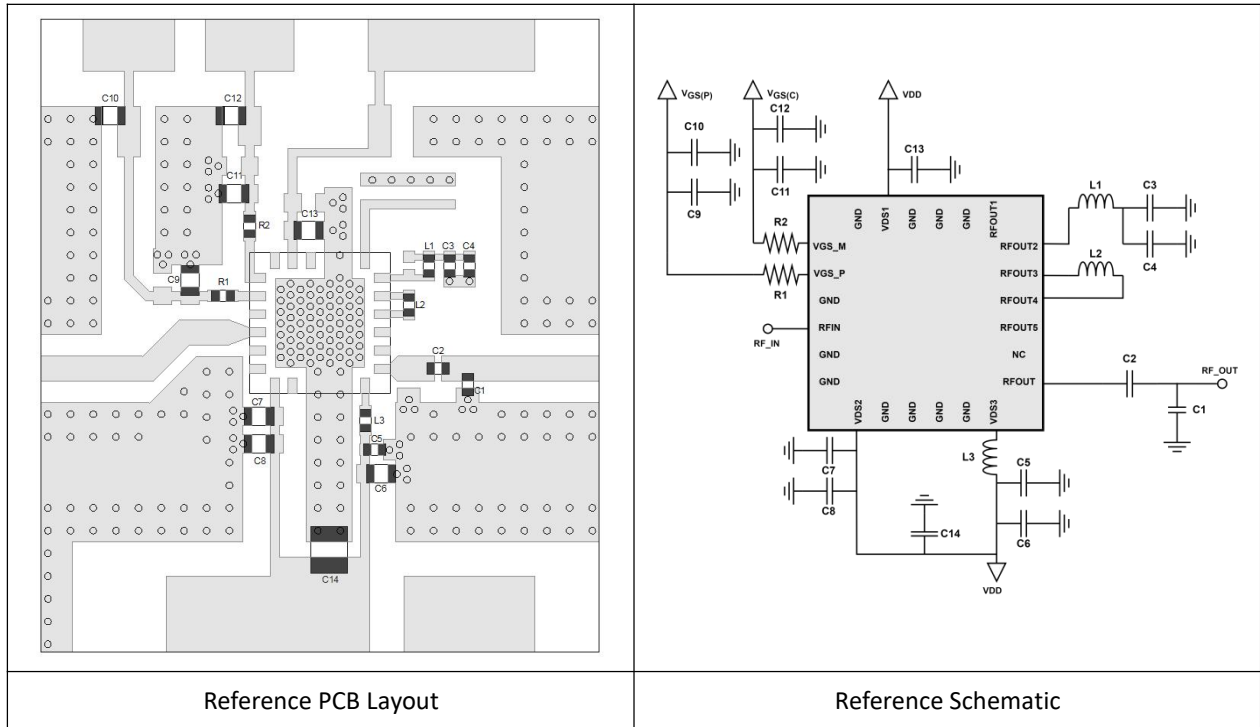 C10
C12
C11
R2
C13
L1 C3 C4
C9
R1
L2
C2
C1
C7
L3
C8
C5
C6
C14
Reference PCB Layout
VGS(P)
VGS(C)
VDD
C12
C10
C13
C11
C9
L1
C3
GND
VDS1
GND
GND
GND
RFOUT1
R2
VGS_M
RFOUT2
C4
L2
VGS_P
RFOUT3
R1
GND
RFOUT4
RFIN
RFOUT5
RF_IN
GND
NC
C2
RF_OUT
GND
RFOUT
C1
VDS2
GND
GND
GND
VDS3
L3
C5
C7
C8
C14
C6
VDD
Reference Schematic